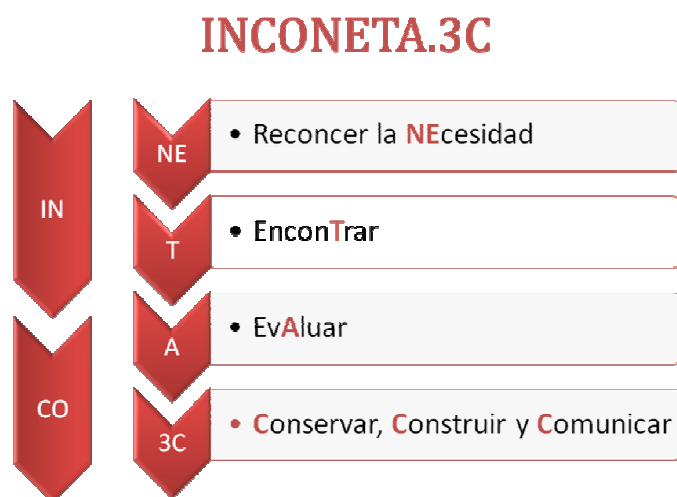 INCONETA.3C
IN
CO
NE
• Reconcer la NEcesidad
T
• EnconTrar
A
• EvAluar
3C
• Conservar, Construir y Comunicar